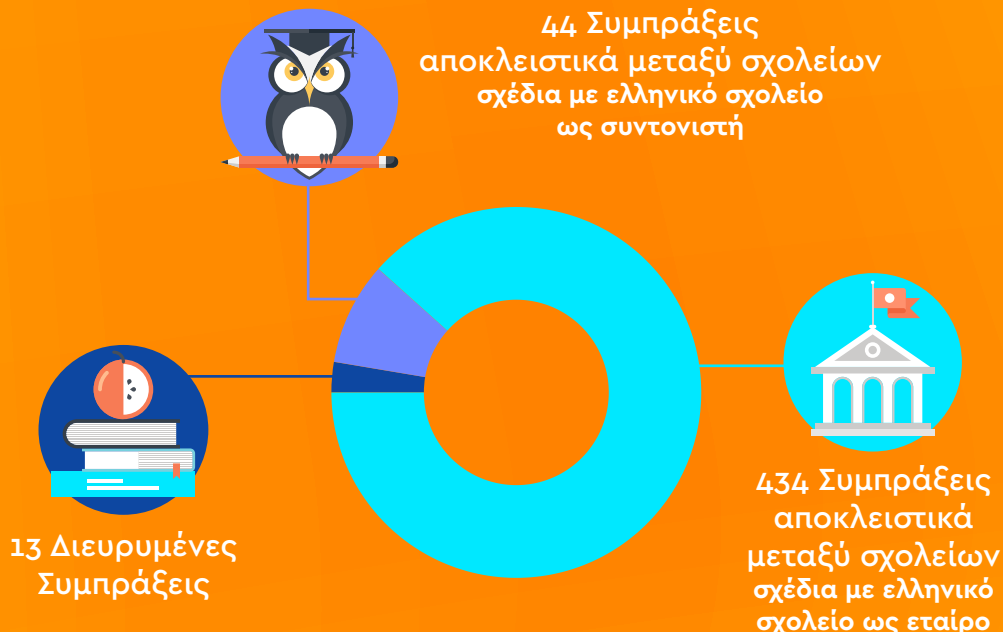 44 Συμπράξεις
αποκλειστικά μεταξύ σχολείων
σχέδια με ελληνικό σχολείο
ως συντονιστή
13 Διευρυμένες
Συμπράξεις
434 Συμπράξεις
αποκλειστικά
μεταξύ σχολείων
σχέδια με ελληνικό
σχολείο ως εταίρο